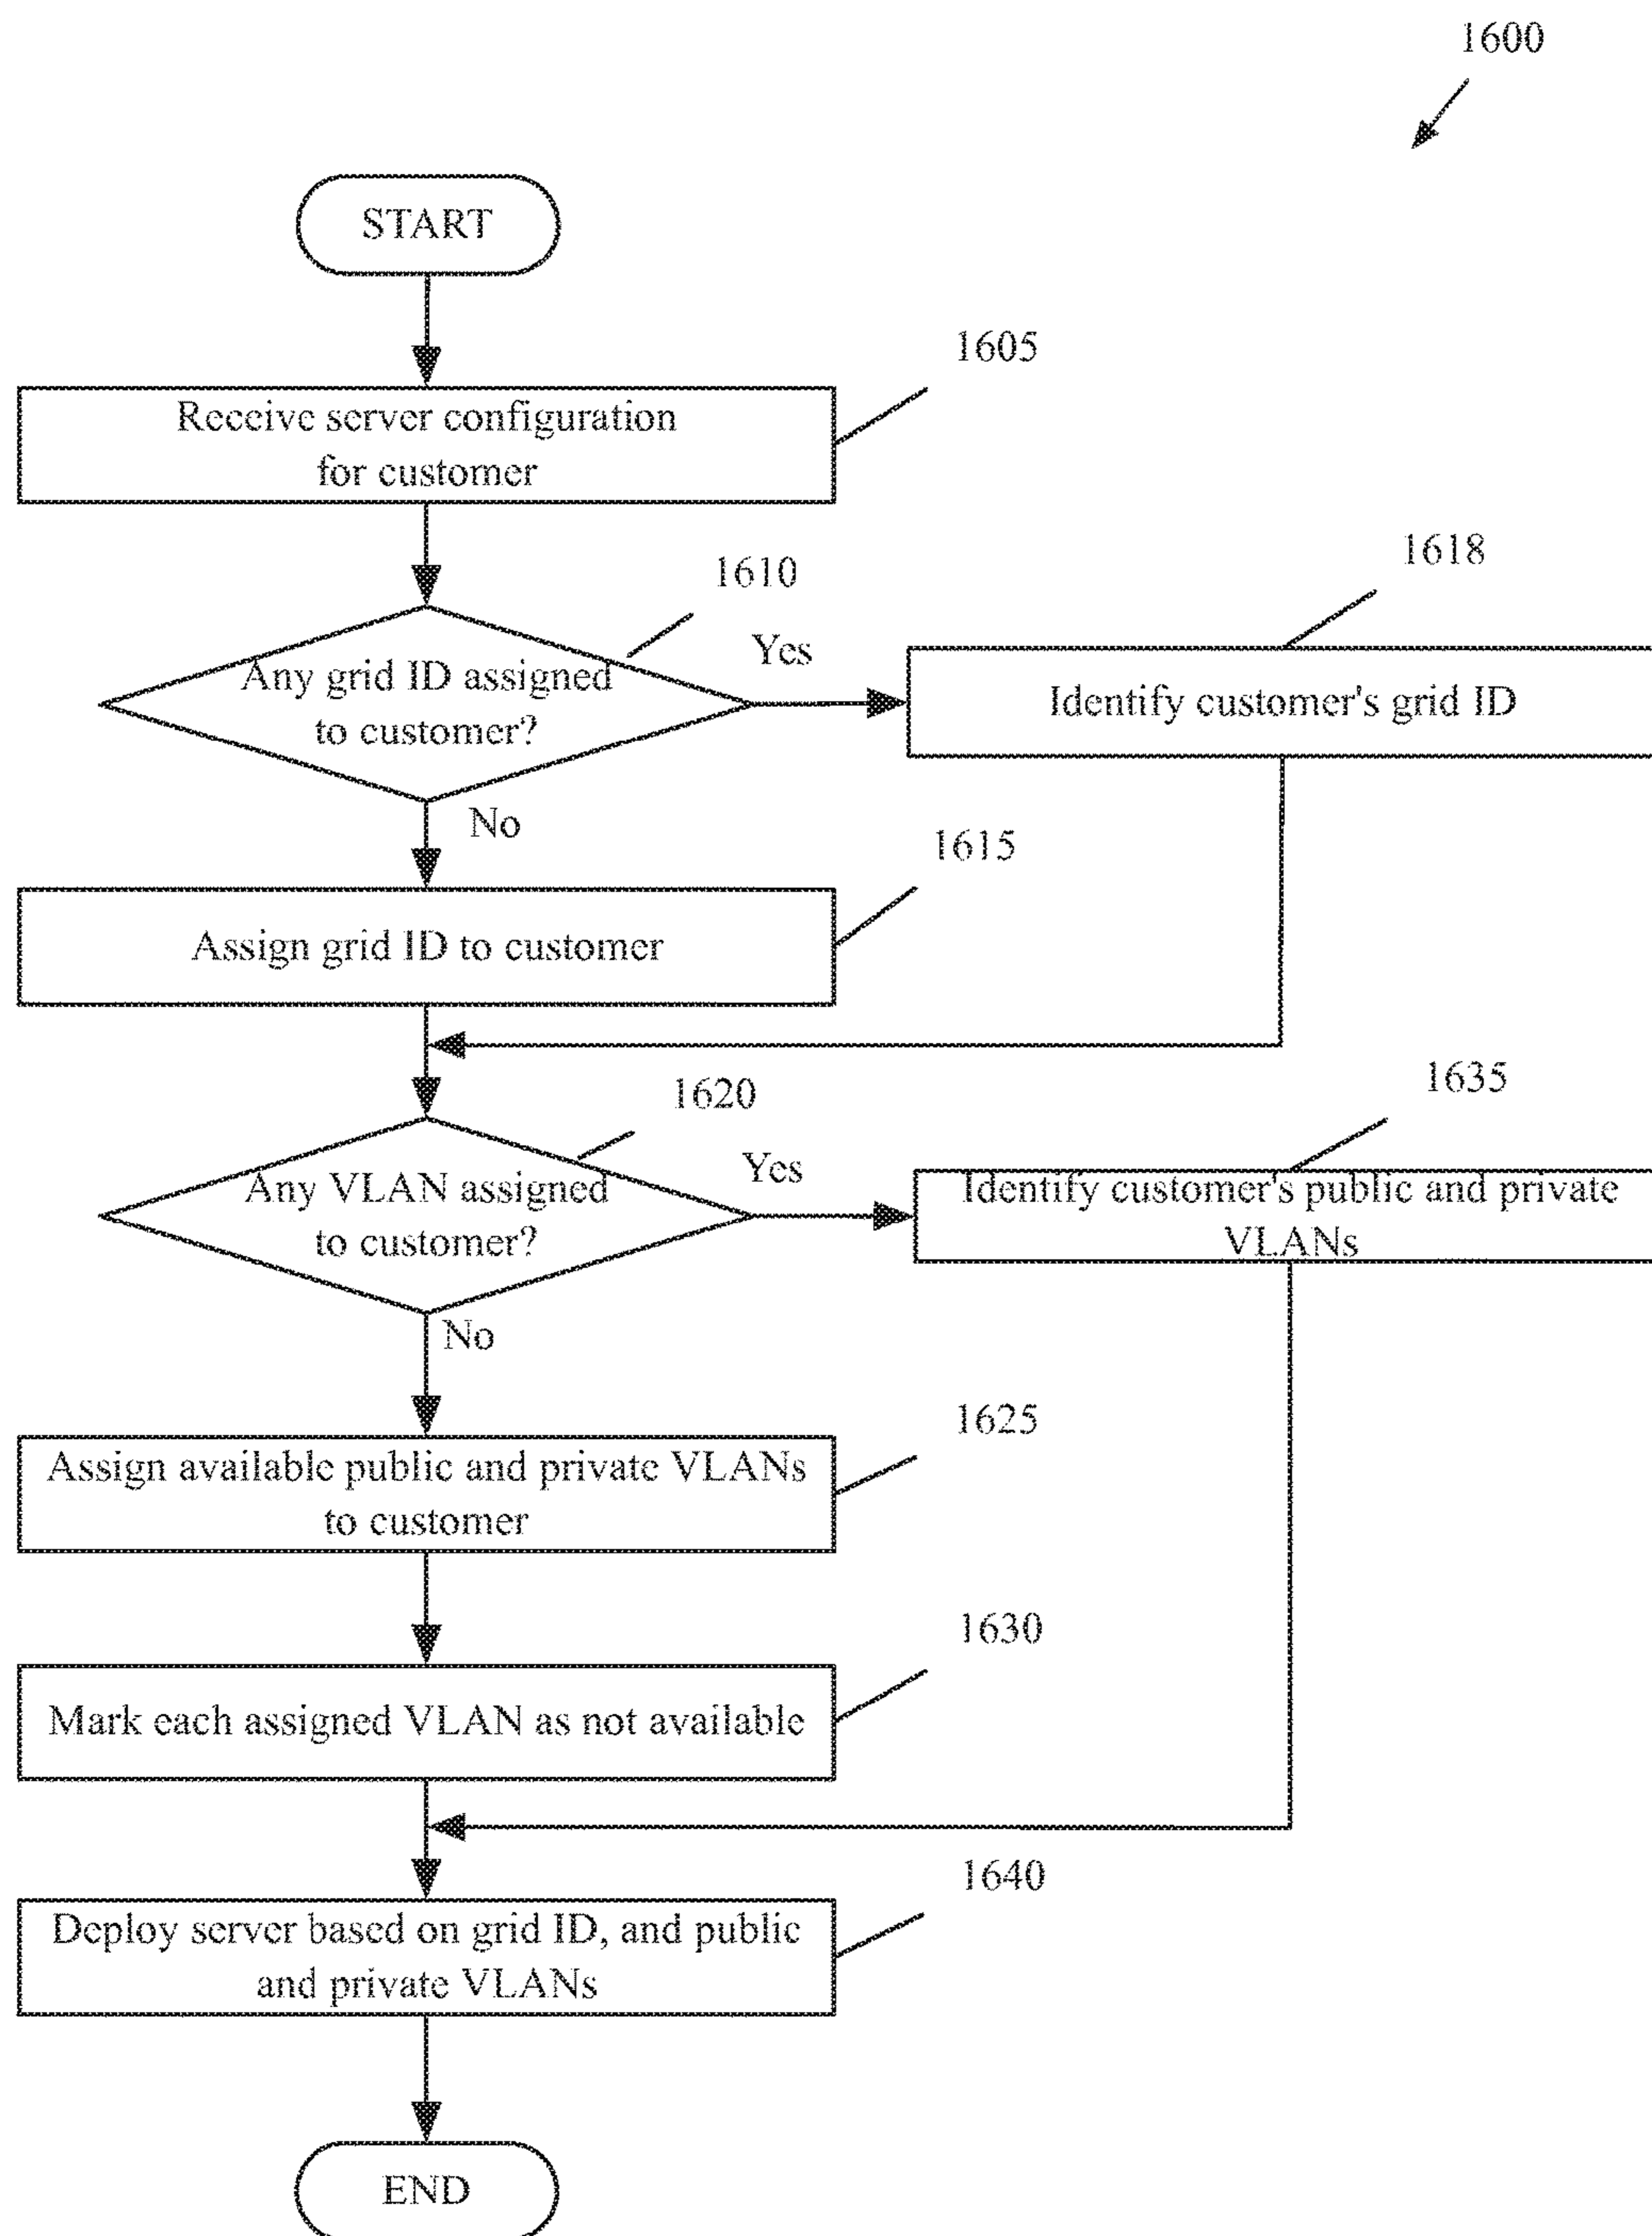 1600
START
1605
Receive server configuration
for customer
1610
1618
Yes
Any grid ID assigned
to customer?
Identify customer's grid ID
No
1615
Assign grid ID to customer
1620
1635
Yes
Any VLAN assigned
to customer?
Identify customer's public and private
VLANs
No
1625
Assign available public and private VLANs
to customer
1630
Mark each assigned VLAN as not available
1640
Deploy server based on grid ID, and public
and private VLANs
END